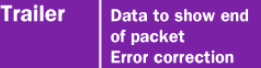 Trailer
Data to show end
of packet
Error correction